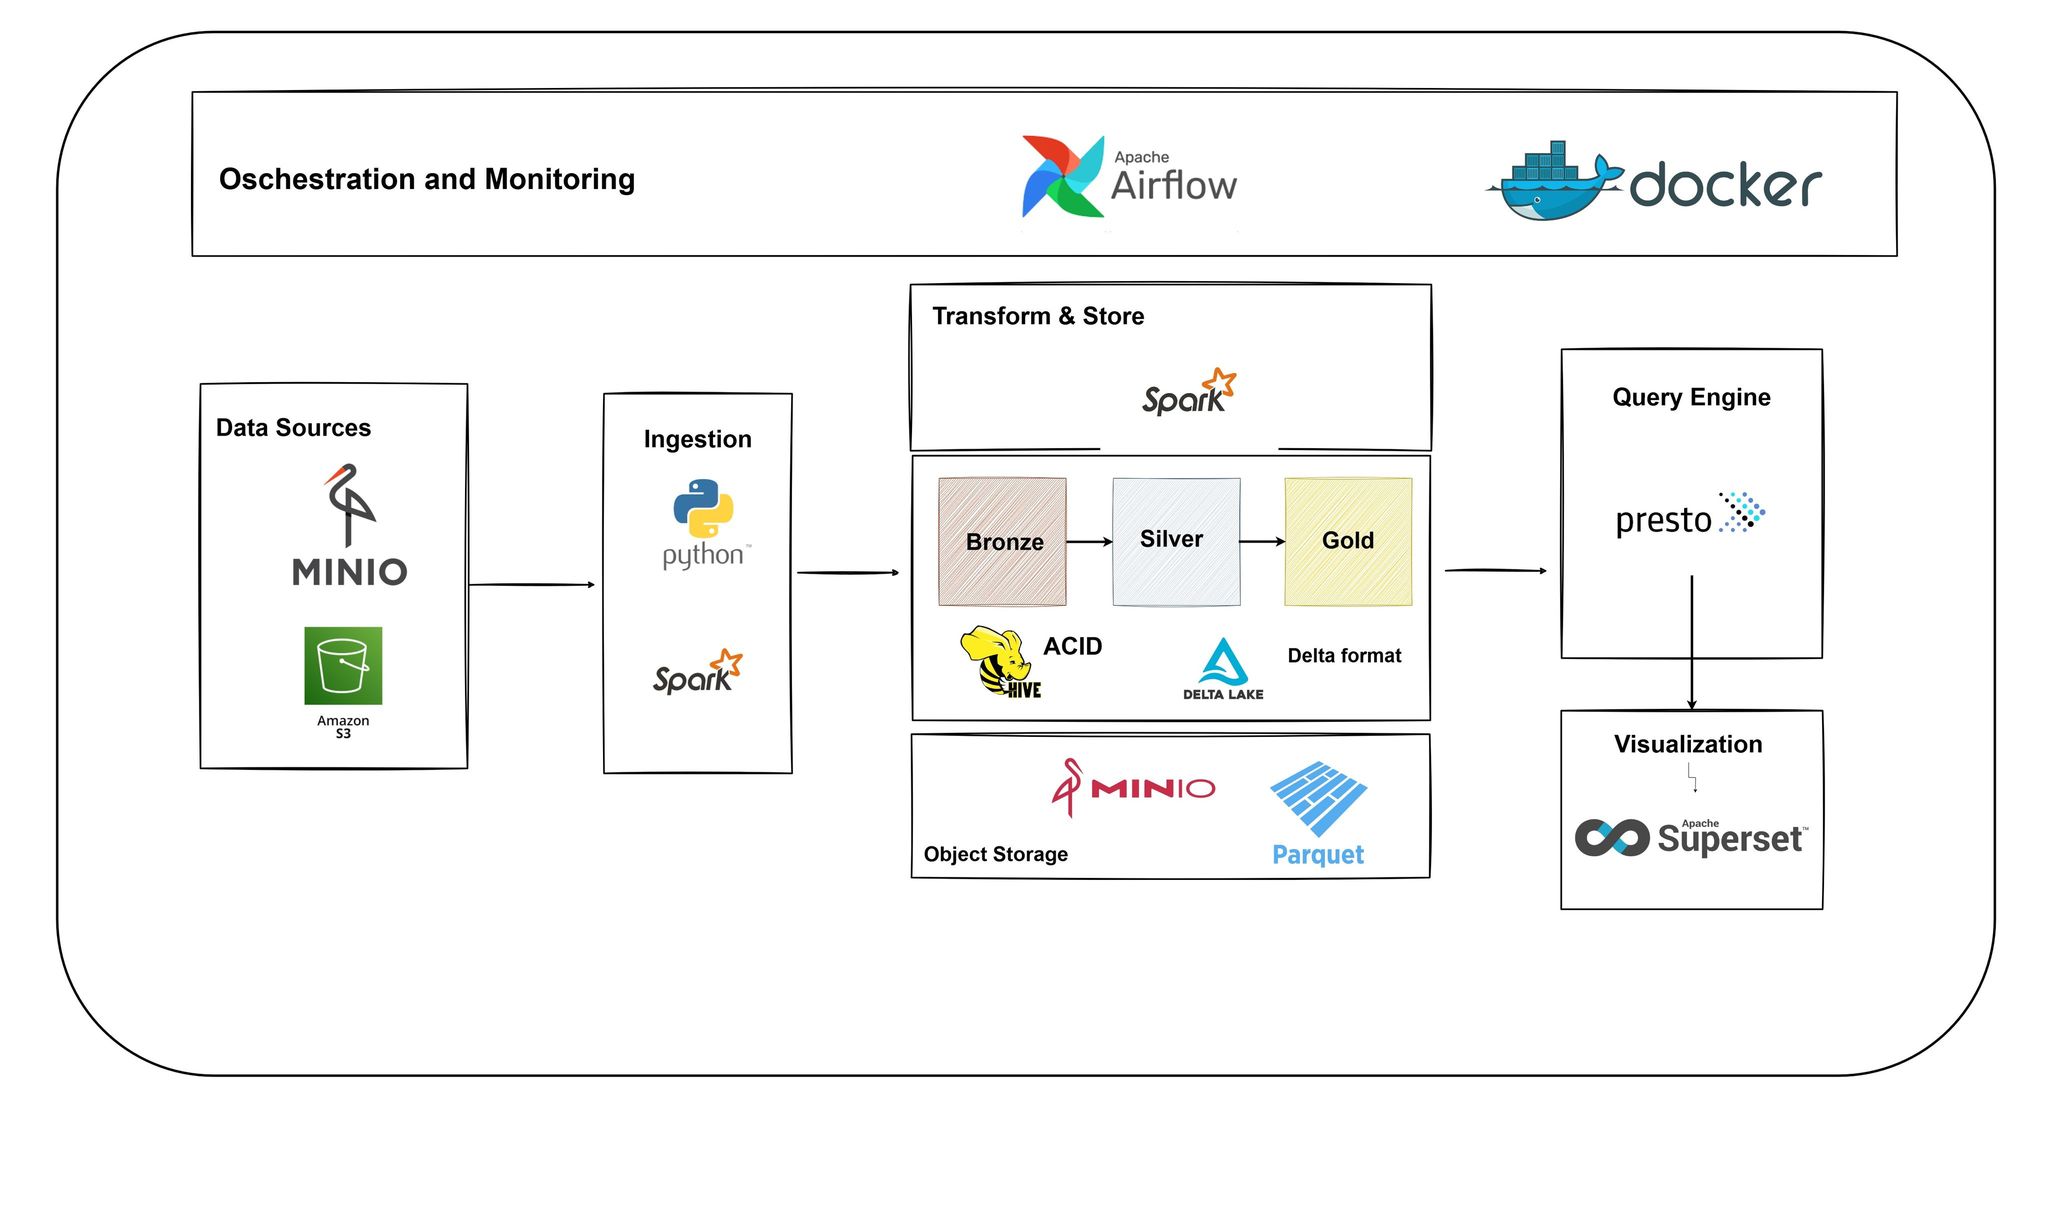 Oschestration and Monitoring
Apache
Airflow
docker
Data Sources
MINIO
Amazon
S3
Ingestion
python™
Spark
Transform & Store
Spark
Bronze
Silver
Gold
HIVE
ACID
DELTA LAKE
Delta format
MINIO
Parquet
Object Storage
Query Engine
presto
Visualization
Apache
Superset™